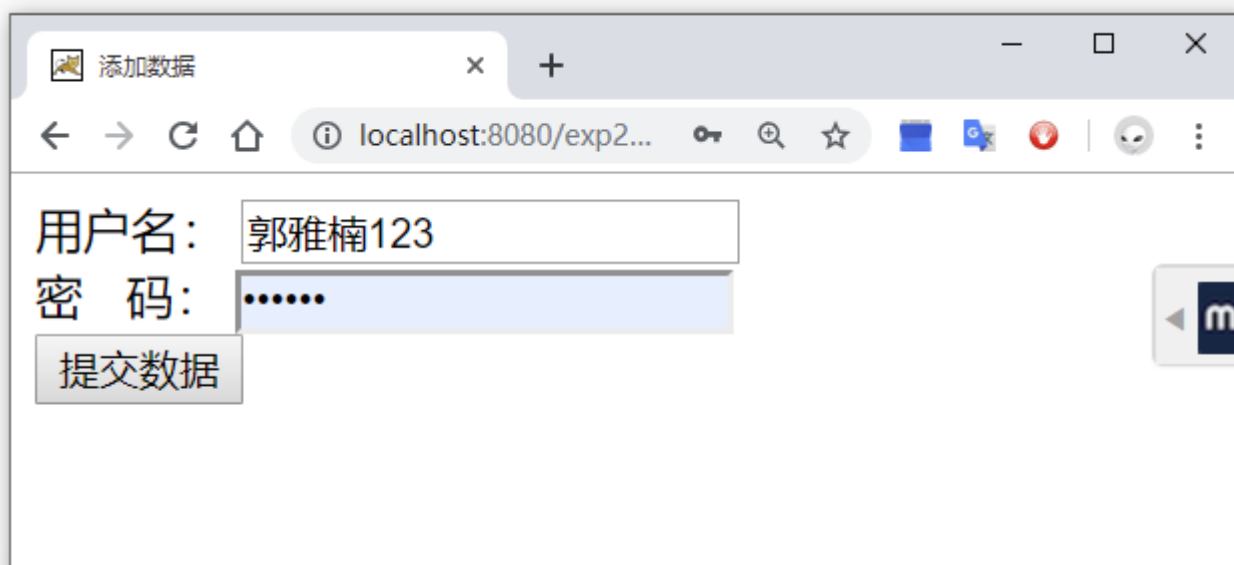 添加数据
localhost:8080/exp2...
用户名： 郭雅楠123
密 码： ••••••
提交数据